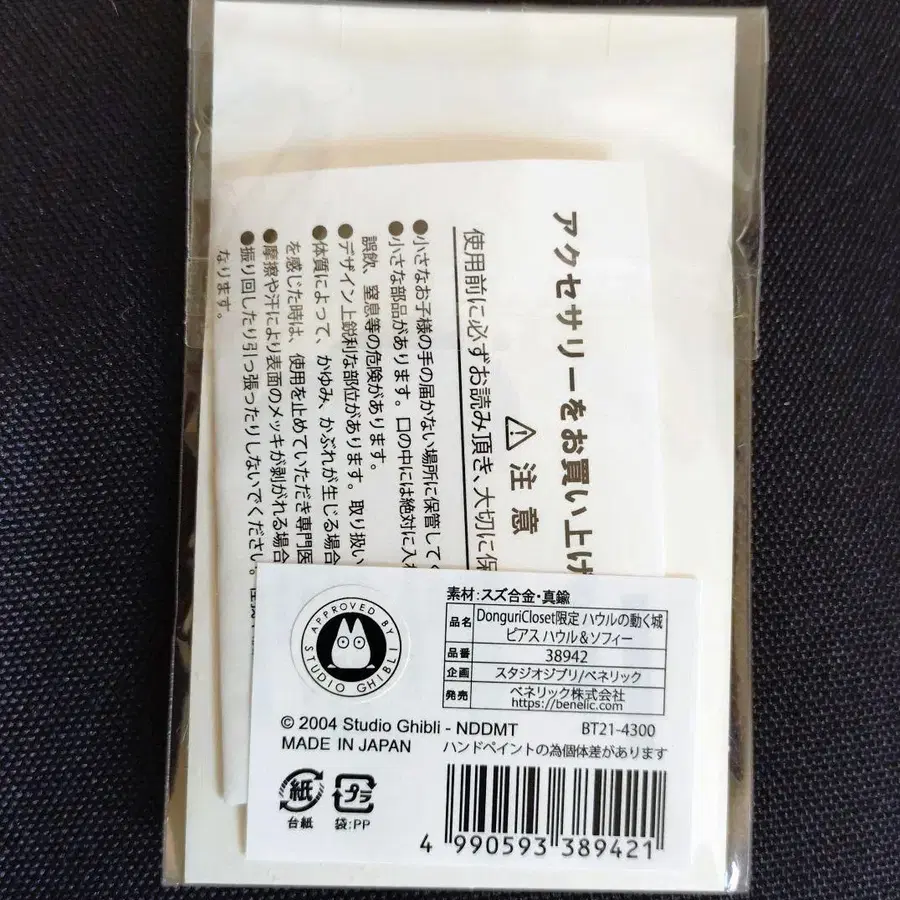 アクセサリーをお買い上げ
注意
使用前に必ずお読み頂き、大切に保
●小さなお子様の手の届かない場所に保管して
●小さな部品があります。口の中には絶対に入
誤飲、窒息等の危険があります。
●デザイン上鋭利な部位があります。取り扱い
●体質によって、かゆみ、かぶれが生じる場合
を感じた時は、使用を止めていただき専門医
●摩擦や汗により表面のメッキが剥がれる場合
●振り回したり引っ張ったりしないでください。
なります。
APPROVED BY
STUDIO GHIBLI
素材:スズ合金・真鍮
品名 DonguriCloset限定 ハウルの動く城
ピアス ハウル&ソフィー
品番 38942
企画 スタジオジブリ/ベネリック
発売 ベネリック株式会社
https://benelic.com
© 2004 Studio Ghibli - NDDMT
BT21-4300
MADE IN JAPAN
ハンドペイントの為個体差があります
紙 プラ
台紙 袋:PP
4 990593 389421